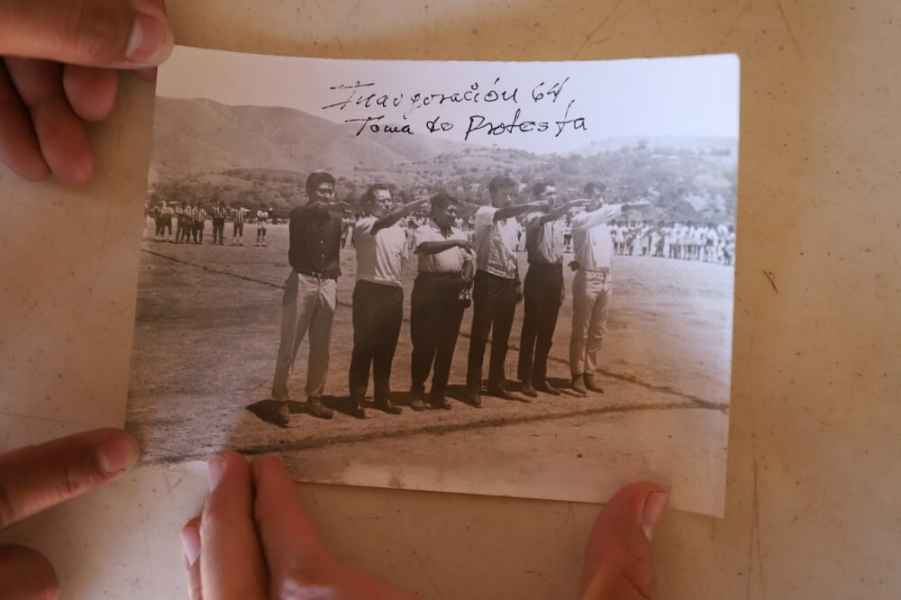 Inauguración 64
Toma de Protesta